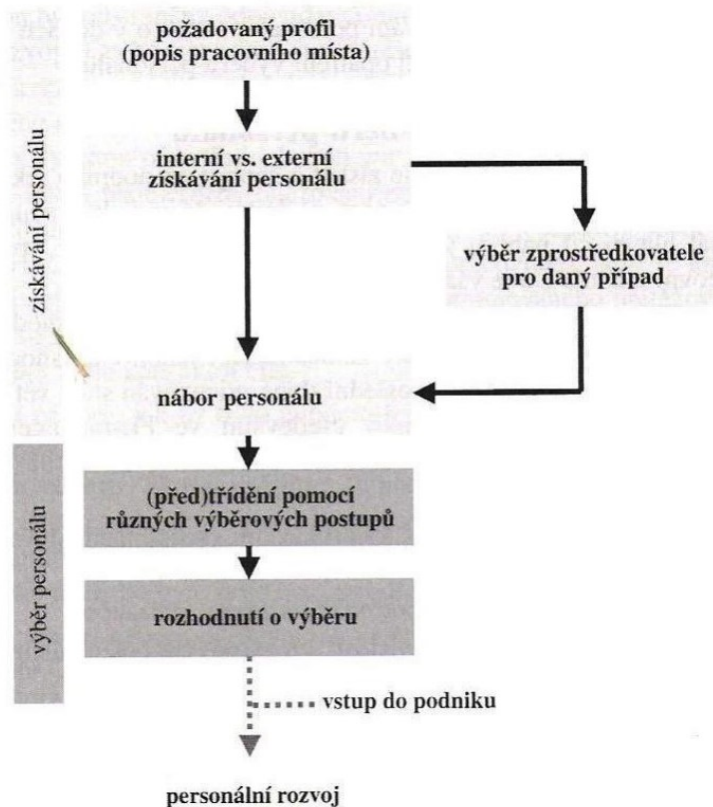 požadovaný profil
(popis pracovního místa)
interní vs. externí
získávání personálu
získávání personálu
výběr zprostředkovatele
pro daný případ
nábor personálu
výběr personálu
(před)třídění pomocí
různých výběrových postupů
rozhodnutí o výběru
vstup do podniku
personální rozvoj